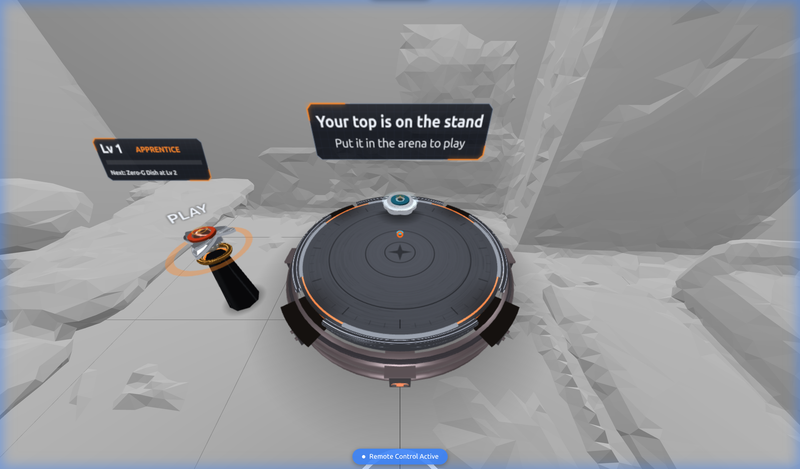 Your top is on the stand
Put it in the arena to play
Lv 1 APPRENTICE
Next: Zero-G Dish at Lv 2
PLAY
Remote Control Active